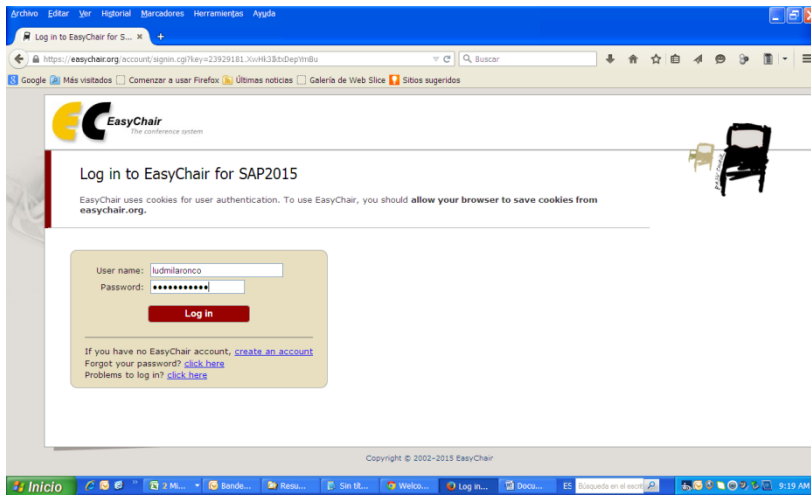 Archivo Editar Ver Historial Marcadores Herramientas Ayuda
Log in to EasyChair for S...
https://easychair.org/account/signin.cgi?key=23929181. Buscar
Google Más visitados Comenzar a usar Firefox Últimas noticias Galería de Web Slice Sitios sugeridos
EC EasyChair
The conference system
easychair
Log in to EasyChair for SAP2015
EasyChair uses cookies for user authentication. To use EasyChair, you should allow your browser to save cookies from
easychair.org.
User name: ludmilaronco
Password: •••••••••••
Log in
If you have no EasyChair account, create an account
Forgot your password? click here
Problems to log in? click here
Copyright © 2002–2015 EasyChair
Inicio 2 Mi... Bande... Resu... Sin tít... Welco... Log in... Docu... ES Búsqueda en el escrit 9:19 AM